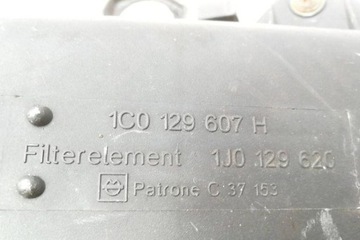 1C0 129 607 H
Filterelement 1J0 129 620
Patrone C 37 153